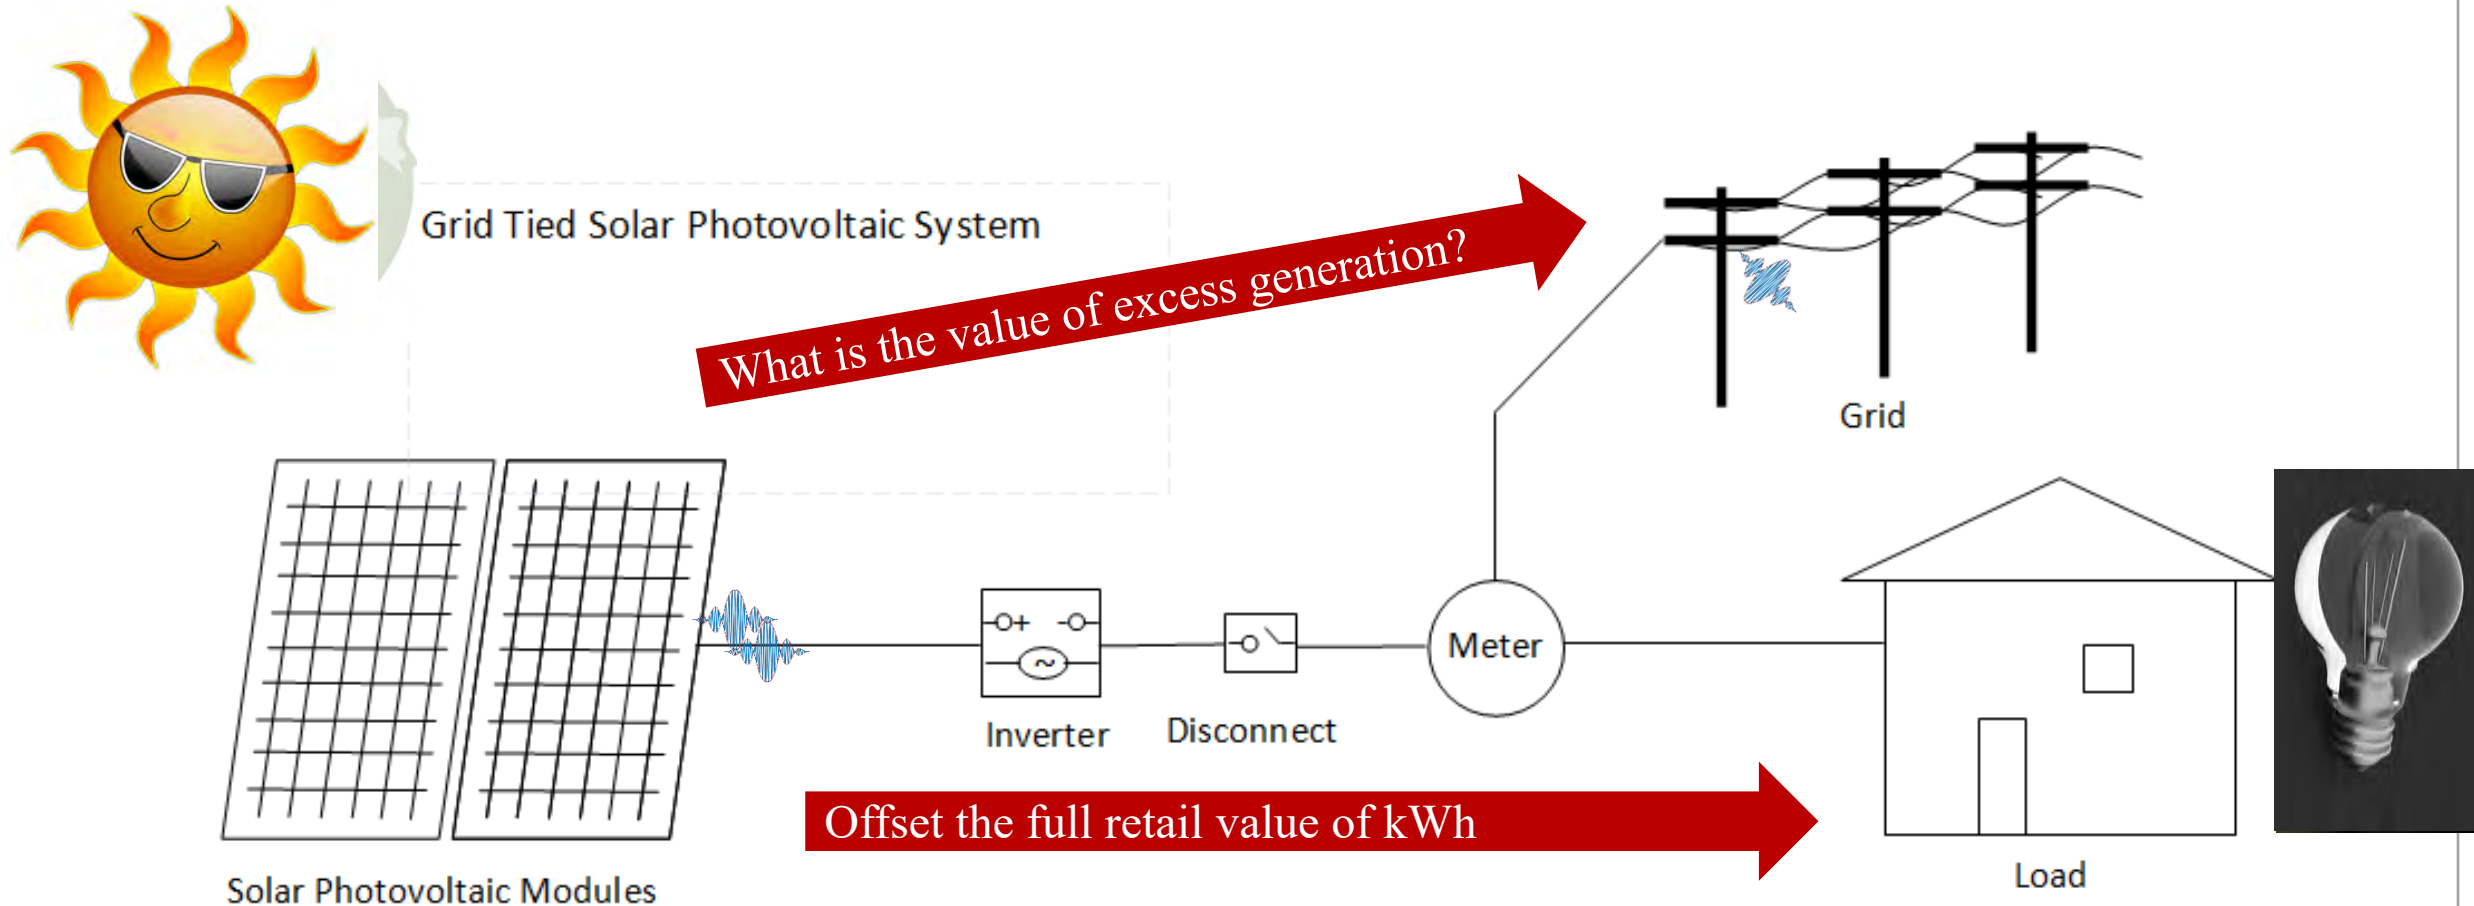 Grid Tied Solar Photovoltaic System
What is the value of excess generation?
Grid
Meter
Inverter
Disconnect
Offset the full retail value of kWh
Load
Solar Photovoltaic Modules